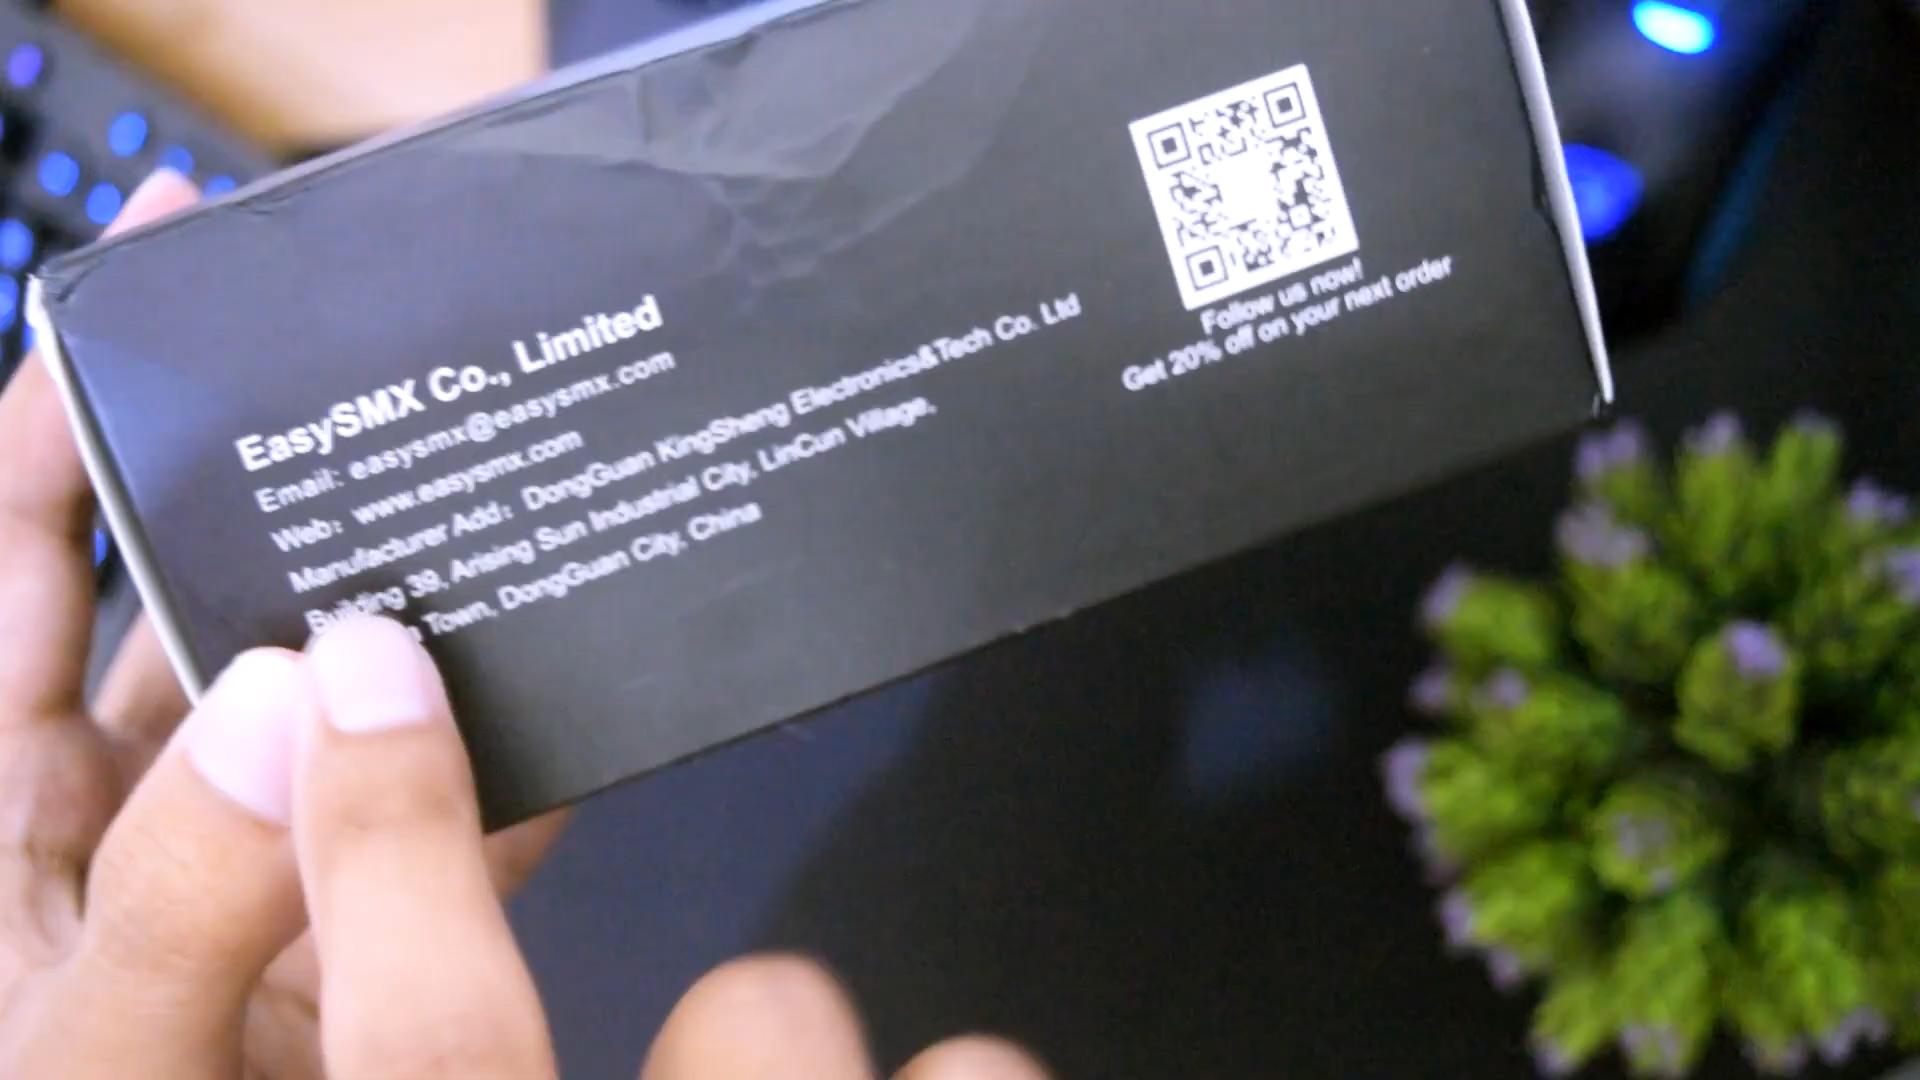 EasySMX Co., Limited
Email: easysmx@easysmx.com
Web: www.easysmx.com
Manufacturer Add: DongGuan KingSheng Electronics&Tech Co. Ltd
Building 39, Arising Sun Industrial City, LinCun Village,
Town, DongGuan City, China
Follow us now!
Get 20% off on your next order